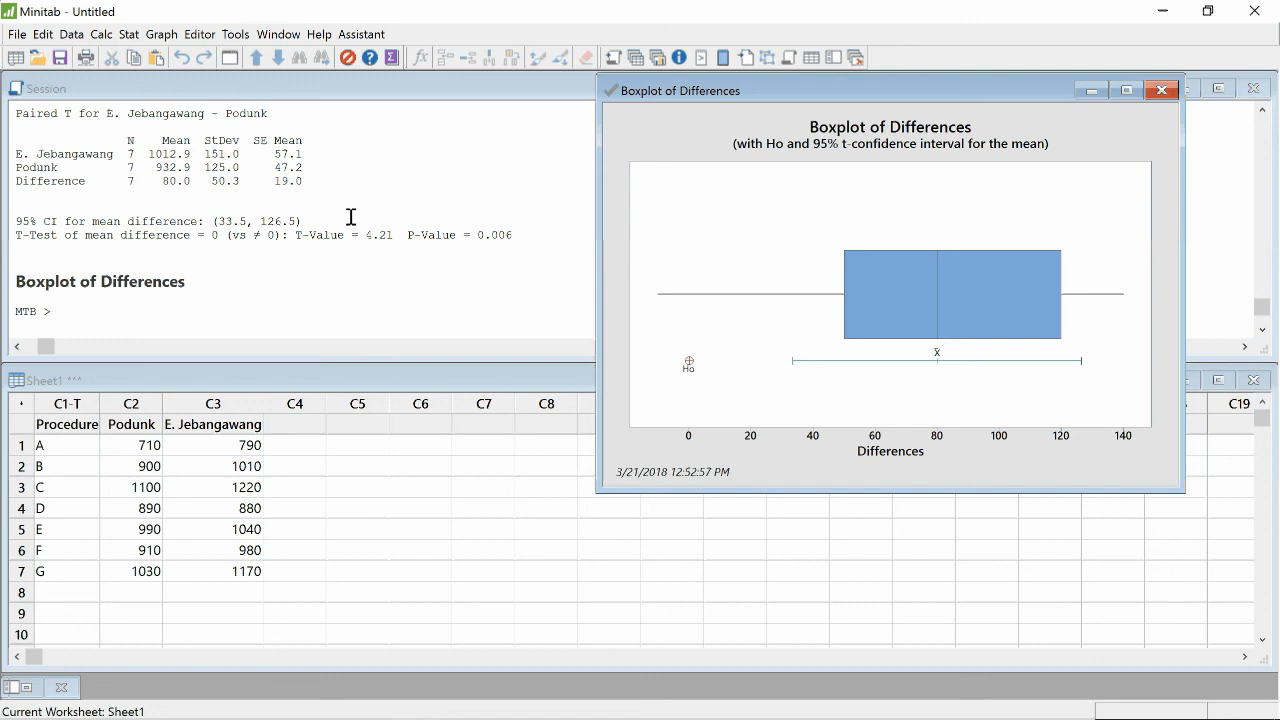 Minitab - Untitled
File Edit Data Calc Stat Graph Editor Tools Window Help Assistant
Session
Paired T for E. Jebangawang - Podunk
N Mean StDev SE Mean
E. Jebangawang 7 1012.9 151.0 57.1
Podunk 7 932.9 125.0 47.2
Difference 7 80.0 50.3 19.0
95% CI for mean difference: (33.5, 126.5)
T-Test of mean difference = 0 (vs ≠ 0): T-Value = 4.21 P-Value = 0.006
Boxplot of Differences
MTB >
Boxplot of Differences
Boxplot of Differences
(with Ho and 95% t-confidence interval for the mean)
X̄
Ho
0 20 40 60 80 100 120 140
Differences
3/21/2018 12:52:57 PM
Sheet1 ***
C1-T C2 C3 C4 C5 C6 C7 C8 C19
Procedure Podunk E. Jebangawang
1 A 710 790
2 B 900 1010
3 C 1100 1220
4 D 890 880
5 E 990 1040
6 F 910 980
7 G 1030 1170
8
9
10
Current Worksheet: Sheet1